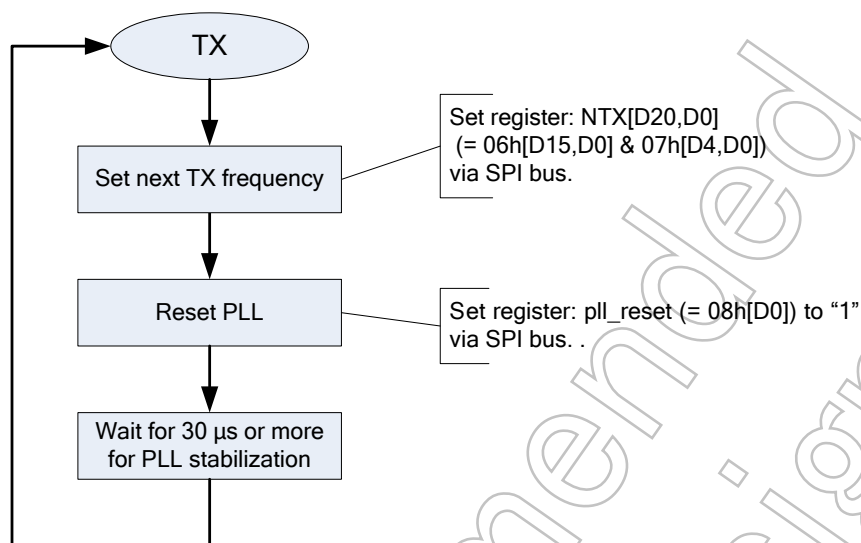 TX
Set register: NTX[D20,D0]
(= 06h[D15,D0] & 07h[D4,D0])
via SPI bus.
Set next TX frequency
Reset PLL
Set register: pll_reset (= 08h[D0]) to “1”
via SPI bus. .
Wait for 30 µs or more
for PLL stabilization